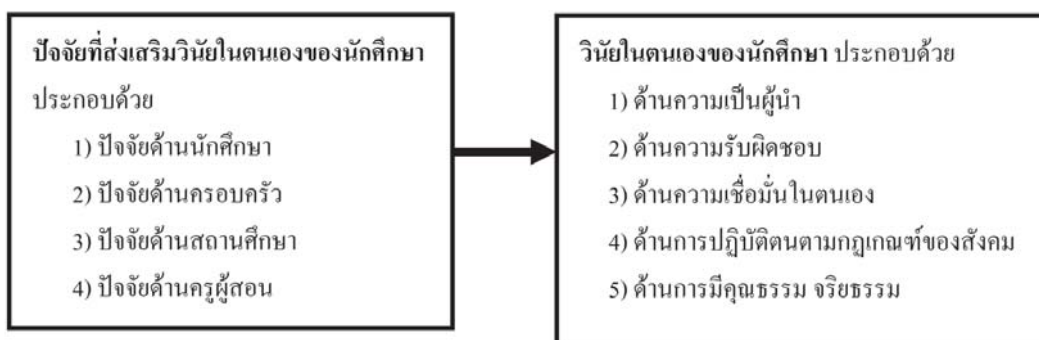 ปัจจัยที่ส่งเสริมวินัยในตนเองของนักศึกษา
ประกอบด้วย
1) ปัจจัยด้านนักศึกษา
2) ปัจจัยด้านครอบครัว
3) ปัจจัยด้านสถานศึกษา
4) ปัจจัยด้านครูผู้สอน
วินัยในตนเองของนักศึกษา ประกอบด้วย
1) ด้านความเป็นผู้นำ
2) ด้านความรับผิดชอบ
3) ด้านความเชื่อมั่นในตนเอง
4) ด้านการปฏิบัติตนตามกฎเกณฑ์ของสังคม
5) ด้านการมีคุณธรรม จริยธรรม